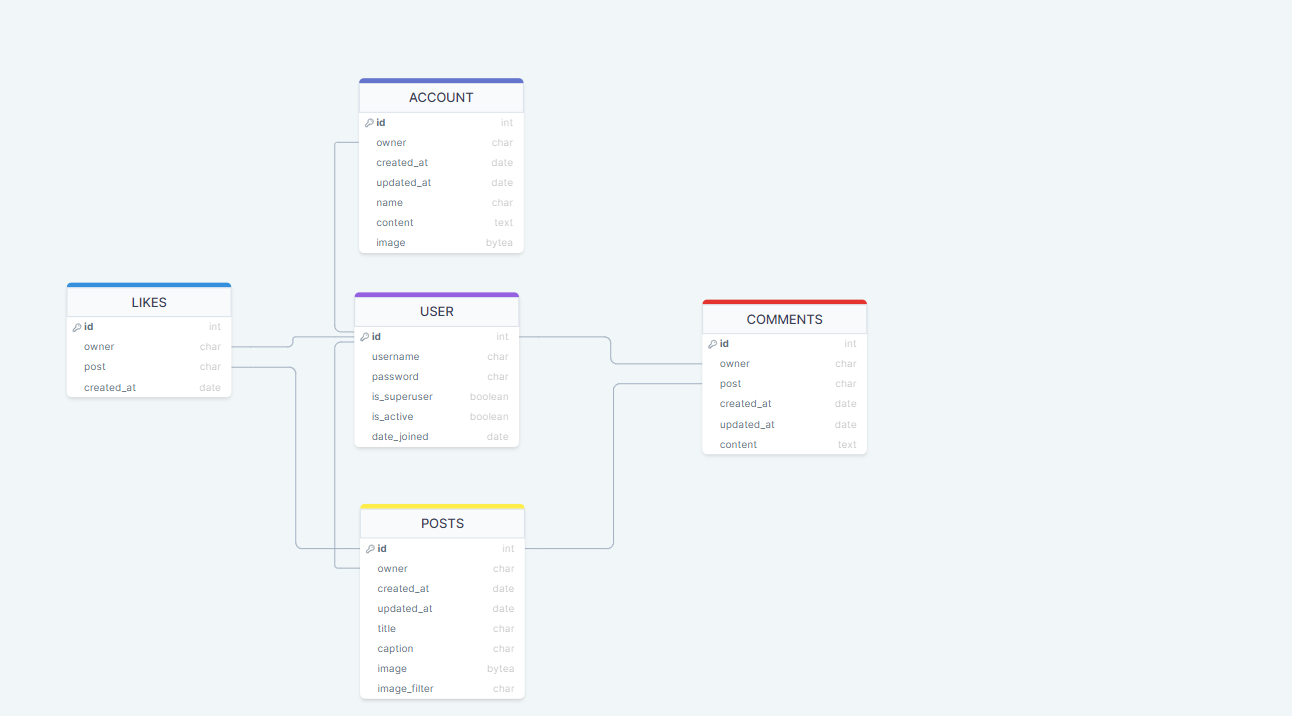 ACCOUNT
id int
owner char
created_at date
updated_at date
name char
content text
image bytea
LIKES
id int
owner char
post char
created_at date
USER
id int
username char
password char
is_superuser boolean
is_active boolean
date_joined date
COMMENTS
id int
owner char
post char
created_at date
updated_at date
content text
POSTS
id int
owner char
created_at date
updated_at date
title char
caption char
image bytea
image_filter char